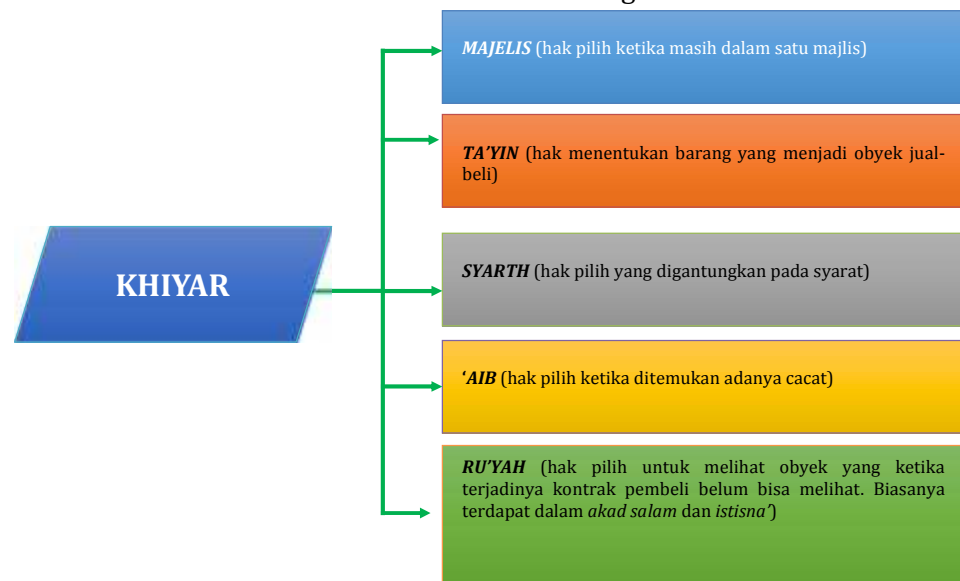 KHIYAR
MAJELIS (hak pilih ketika masih dalam satu majlis)
TA'YIN (hak menentukan barang yang menjadi obyek jual-
beli)
SYARTH (hak pilih yang digantungkan pada syarat)
‘AIB (hak pilih ketika ditemukan adanya cacat)
RU'YAH (hak pilih untuk melihat obyek yang ketika
terjadinya kontrak pembeli belum bisa melihat. Biasanya
terdapat dalam akad salam dan istisna')